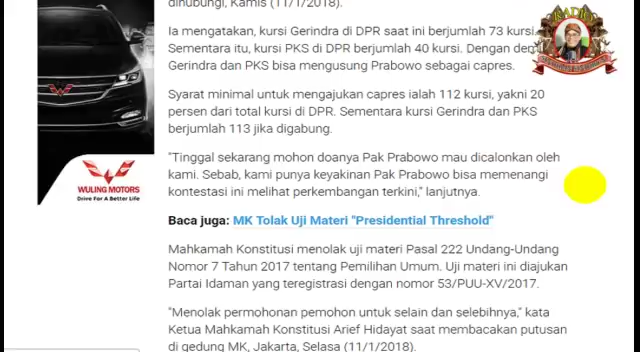 dihubungi, Kamis (11/1/2018).
Ia mengatakan, kursi Gerindra di DPR saat ini berjumlah 73 kursi.
Sementara itu, kursi PKS di DPR berjumlah 40 kursi. Dengan
Gerindra dan PKS bisa mengusung Prabowo sebagai capres.
Syarat minimal untuk mengajukan capres ialah 112 kursi, yakni 20
persen dari total kursi di DPR. Sementara kursi Gerindra dan PKS
berjumlah 113 jika digabung.
"Tinggal sekarang mohon doanya Pak Prabowo mau dicalonkan oleh
kami. Sebab, kami punya keyakinan Pak Prabowo bisa memenangi
kontestasi ini melihat perkembangan terkini," lanjutnya.
Baca juga: MK Tolak Uji Materi "Presidential Threshold"
Mahkamah Konstitusi menolak uji materi Pasal 222 Undang-Undang
Nomor 7 Tahun 2017 tentang Pemilihan Umum. Uji materi ini diajukan
Partai Idaman yang teregistrasi dengan nomor 53/PUU-XV/2017.
"Menolak permohonan pemohon untuk selain dan selebihnya," kata
Ketua Mahkamah Konstitusi Arief Hidayat saat membacakan putusan
di gedung MK, Jakarta, Selasa (11/1/2018).
WULING MOTORS
Drive For A Better Life